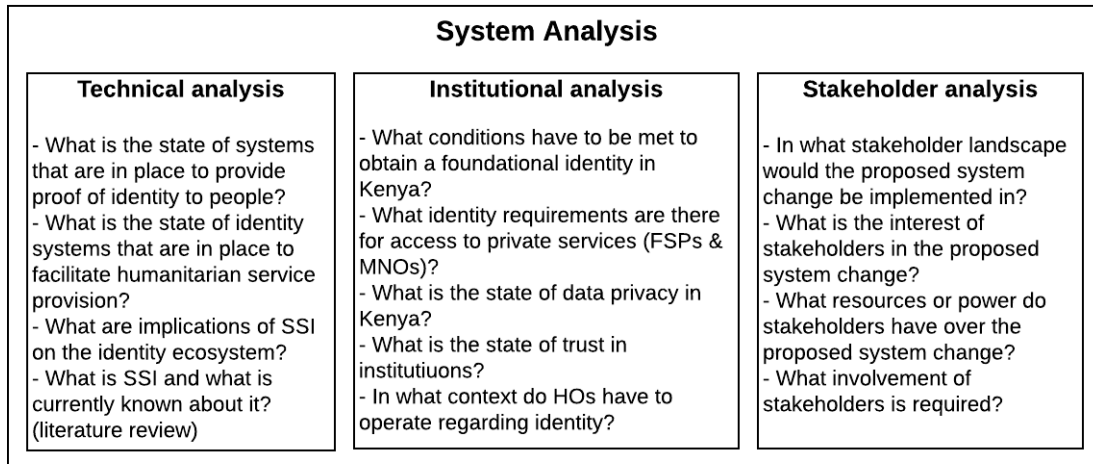 System Analysis
Technical analysis
- What is the state of systems
that are in place to provide
proof of identity to people?
- What is the state of identity
systems that are in place to
facilitate humanitarian service
provision?
- What are implications of SSI
on the identity ecosystem?
- What is SSI and what is
currently known about it?
(literature review)
Institutional analysis
- What conditions have to be met to
obtain a foundational identity in
Kenya?
- What identity requirements are there
for access to private services (FSPs &
MNOs)?
- What is the state of data privacy in
Kenya?
- What is the state of trust in
institutiuons?
- In what context do HOs have to
operate regarding identity?
Stakeholder analysis
- In what stakeholder landscape
would the proposed system
change be implemented in?
- What is the interest of
stakeholders in the proposed
system change?
- What resources or power do
stakeholders have over the
proposed system change?
- What involvement of
stakeholders is required?